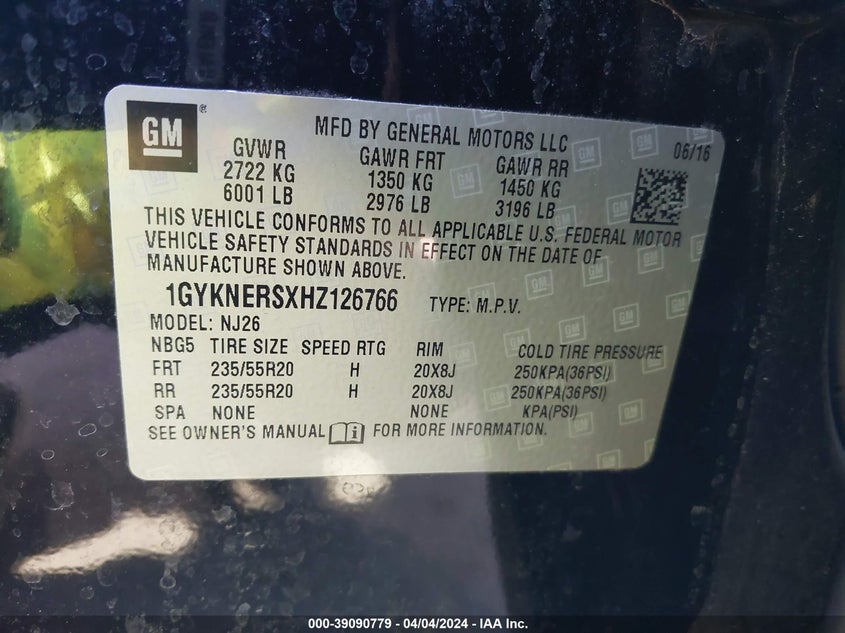 GM ®
MFD BY GENERAL MOTORS LLC
06/16
GVWR GAWR FRT GAWR RR
2722 KG 1350 KG 1450 KG
6001 LB 2976 LB 3196 LB
THIS VEHICLE CONFORMS TO ALL APPLICABLE U.S. FEDERAL MOTOR
VEHICLE SAFETY STANDARDS IN EFFECT ON THE DATE OF
MANUFACTURE SHOWN ABOVE.
1GYKNERSXHZ126766 TYPE: M.P.V.
MODEL: NJ26
NBG5 TIRE SIZE SPEED RTG RIM COLD TIRE PRESSURE
FRT 235/55R20 H 20X8J 250KPA(36PSI)
RR 235/55R20 H 20X8J 250KPA(36PSI)
SPA NONE NONE KPA(PSI)
SEE OWNER'S MANUAL FOR MORE INFORMATION.
000-39090779 - 04/04/2024 - IAA Inc.